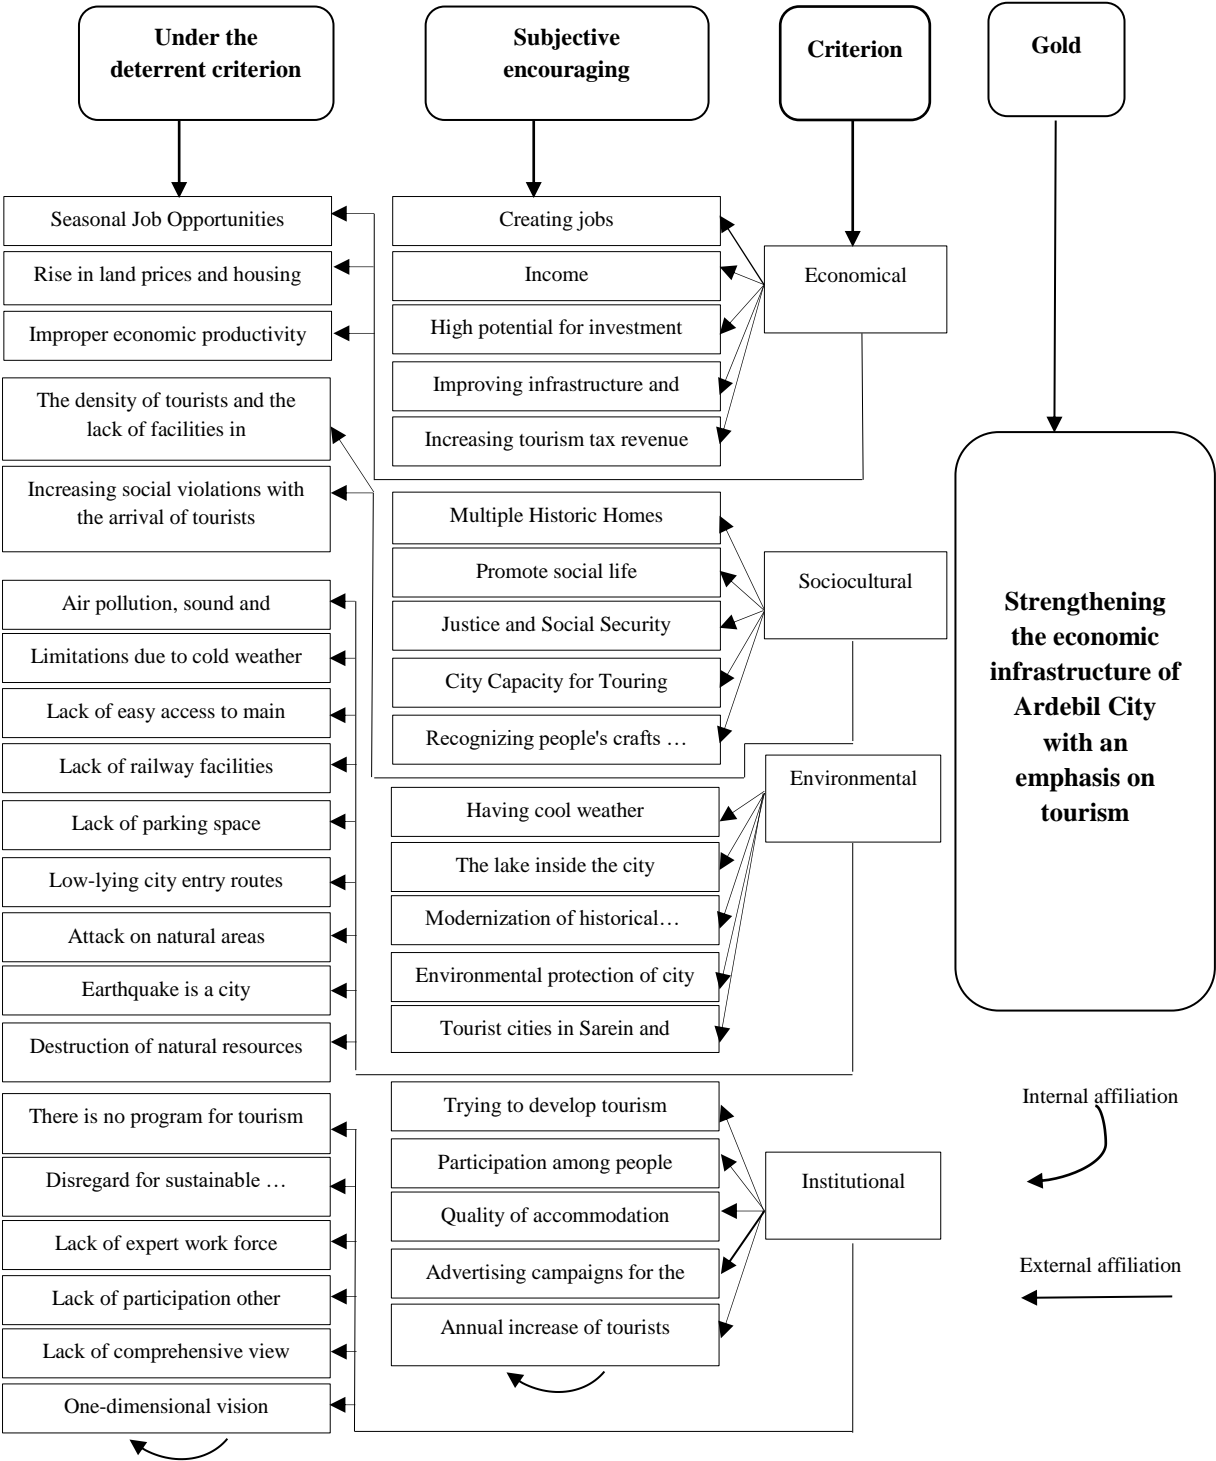 Under the
deterrent criterion
Subjective
encouraging
Criterion
Gold
Seasonal Job Opportunities
Rise in land prices and housing
Improper economic productivity
The density of tourists and the
lack of facilities in
Increasing social violations with
the arrival of tourists
Air pollution, sound and
Limitations due to cold weather
Lack of easy access to main
Lack of railway facilities
Lack of parking space
Low-lying city entry routes
Attack on natural areas
Earthquake is a city
Destruction of natural resources
There is no program for tourism
Disregard for sustainable …
Lack of expert work force
Lack of participation other
Lack of comprehensive view
One-dimensional vision
Creating jobs
Income
High potential for investment
Improving infrastructure and
Increasing tourism tax revenue
Multiple Historic Homes
Promote social life
Justice and Social Security
City Capacity for Touring
Recognizing people's crafts …
Having cool weather
The lake inside the city
Modernization of historical…
Environmental protection of city
Tourist cities in Sarein and
Trying to develop tourism
Participation among people
Quality of accommodation
Advertising campaigns for the
Annual increase of tourists
Economical
Sociocultural
Environmental
Institutional
Strengthening
the economic
infrastructure of
Ardebil City
with an
emphasis on
tourism
Internal affiliation
External affiliation